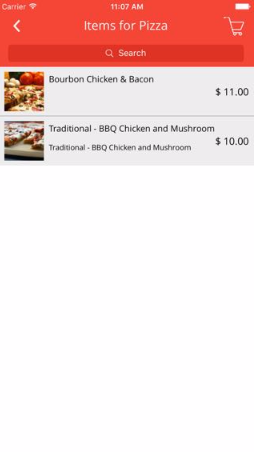 Carrier 11:07 AM
Items for Pizza
Search
Bourbon Chicken & Bacon
$ 11.00
Traditional - BBQ Chicken and Mushroom
$ 10.00
Traditional - BBQ Chicken and Mushroom